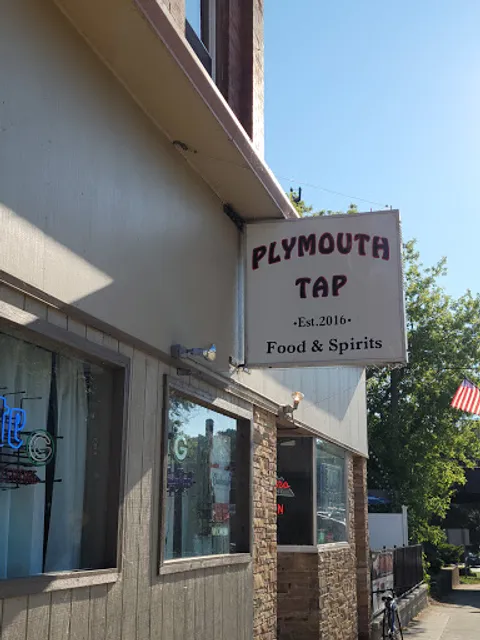 PLYMOUTH
TAP
•Est.2016•
Food & Spirits